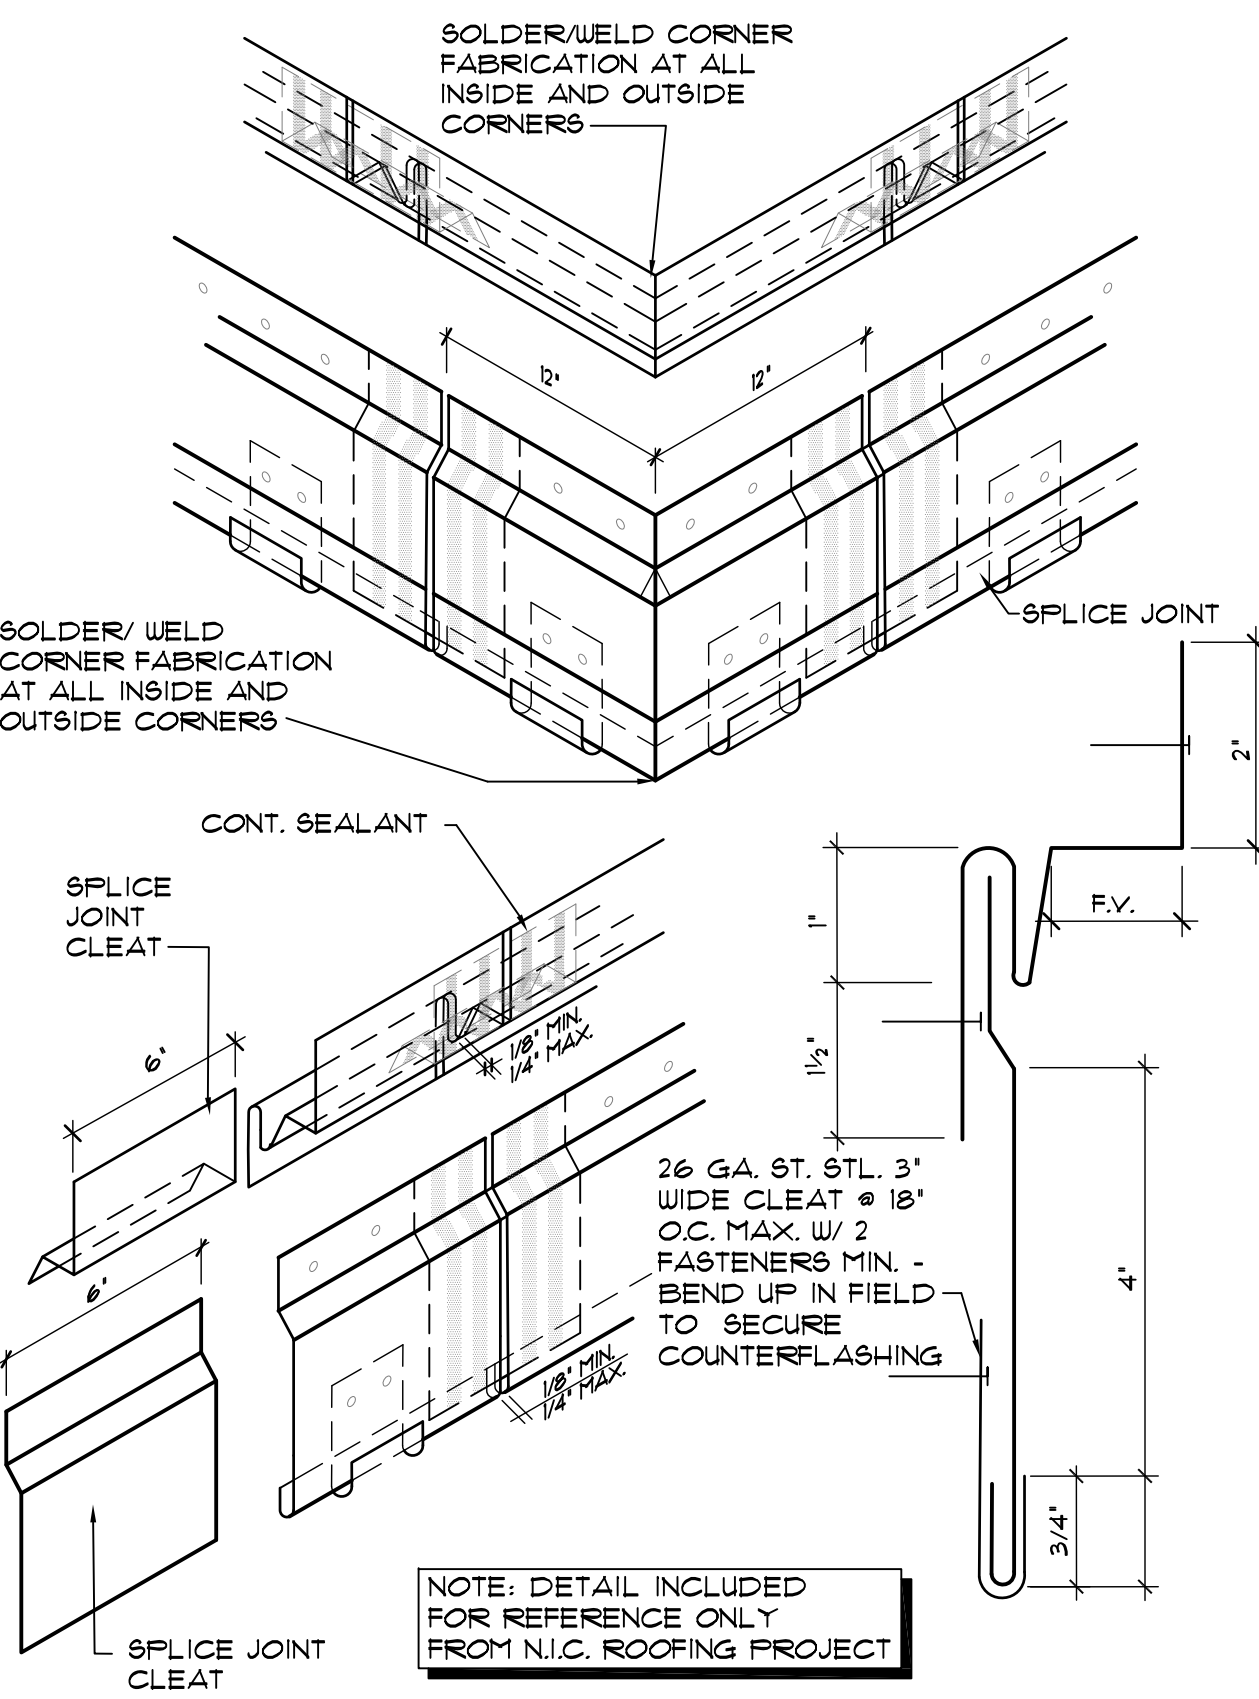 SOLDER/WELD CORNER
FABRICATION AT ALL
INSIDE AND OUTSIDE
CORNERS
12"
12"
SPLICE JOINT
SOLDER/ WELD
CORNER FABRICATION
AT ALL INSIDE AND
OUTSIDE CORNERS
2"
CONT. SEALANT
SPLICE
JOINT
CLEAT
1"
F.V.
6"
1/8" MIN.
1/4" MAX.
1½"
26 GA. ST. STL. 3"
WIDE CLEAT @ 18"
O.C. MAX. W/ 2
FASTENERS MIN. -
BEND UP IN FIELD
TO SECURE
COUNTERFLASHING
6"
4"
1/8" MIN.
1/4" MAX.
3/4"
NOTE: DETAIL INCLUDED
FOR REFERENCE ONLY
FROM N.I.C. ROOFING PROJECT
SPLICE JOINT
CLEAT